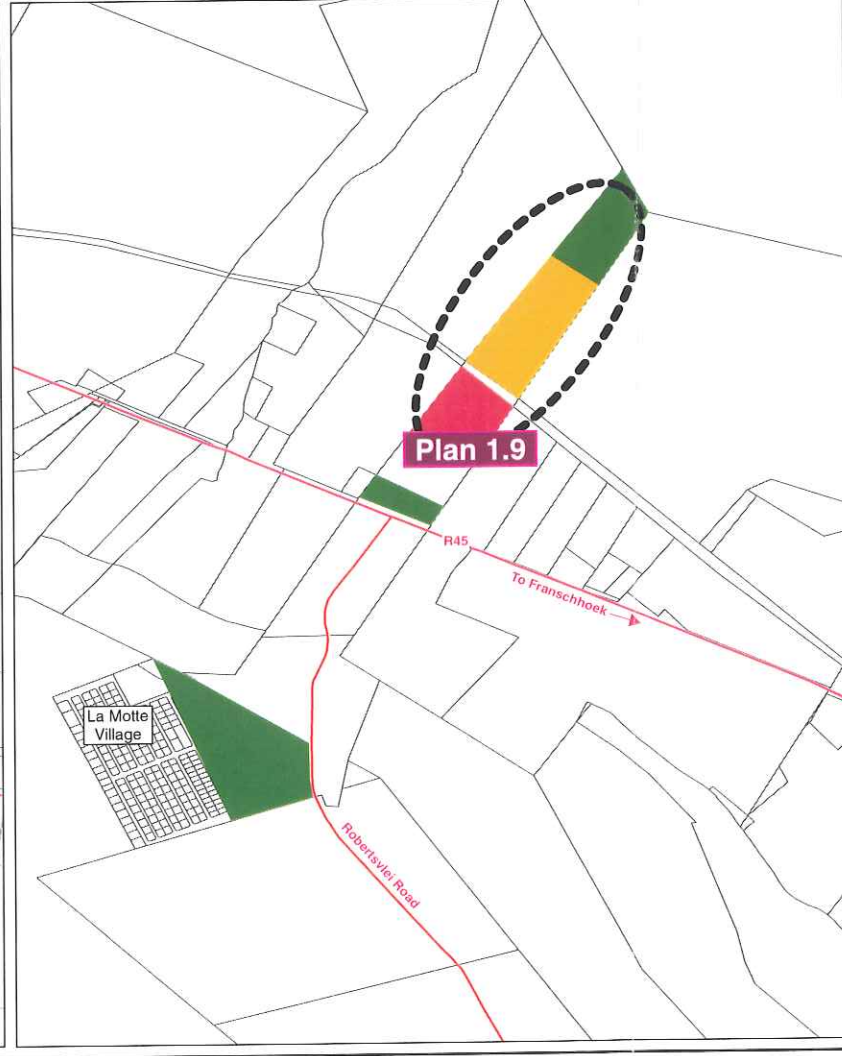 Plan 1.9
R45
To Franschhoek
La Motte
Village
Robertsvlei Road